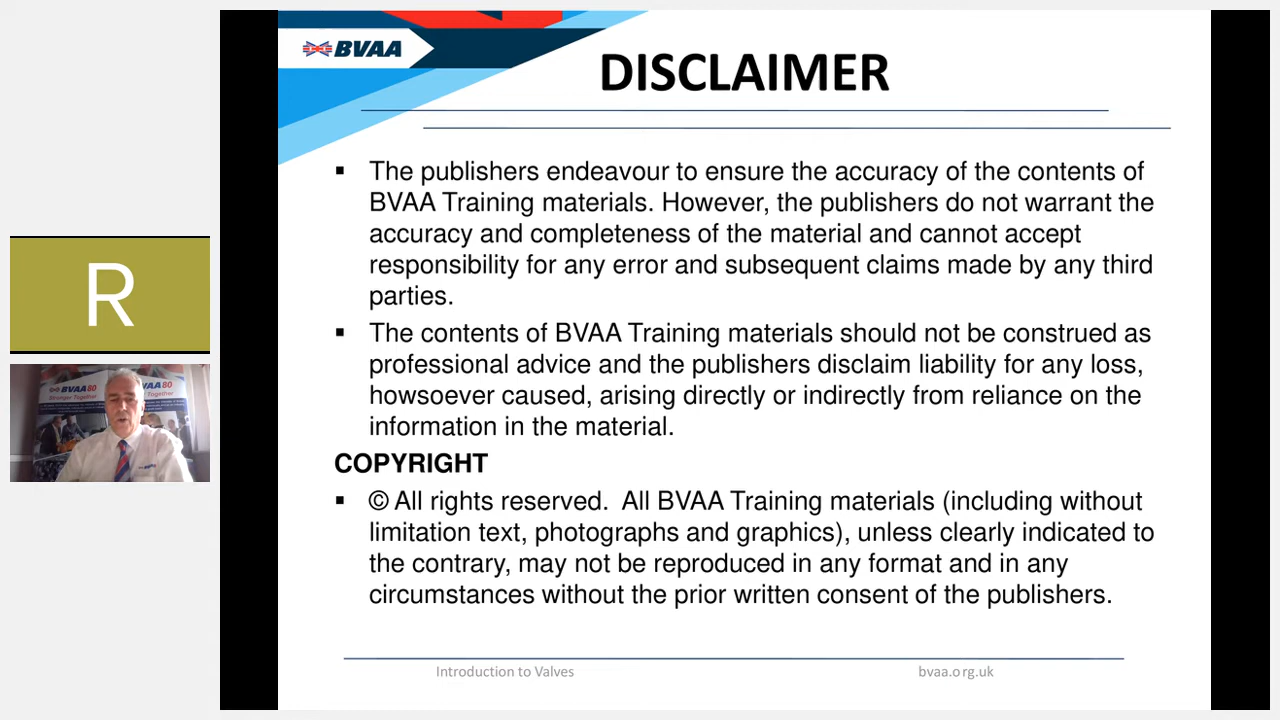 BVAA
DISCLAIMER
▪ The publishers endeavour to ensure the accuracy of the contents of
BVAA Training materials. However, the publishers do not warrant the
accuracy and completeness of the material and cannot accept
responsibility for any error and subsequent claims made by any third
parties.
▪ The contents of BVAA Training materials should not be construed as
professional advice and the publishers disclaim liability for any loss,
howsoever caused, arising directly or indirectly from reliance on the
information in the material.
COPYRIGHT
▪ © All rights reserved.  All BVAA Training materials (including without
limitation text, photographs and graphics), unless clearly indicated to
the contrary, may not be reproduced in any format and in any
circumstances without the prior written consent of the publishers.
Introduction to Valves
bvaa.org.uk
R
BVAA80
Stronger Together
AA80
Together